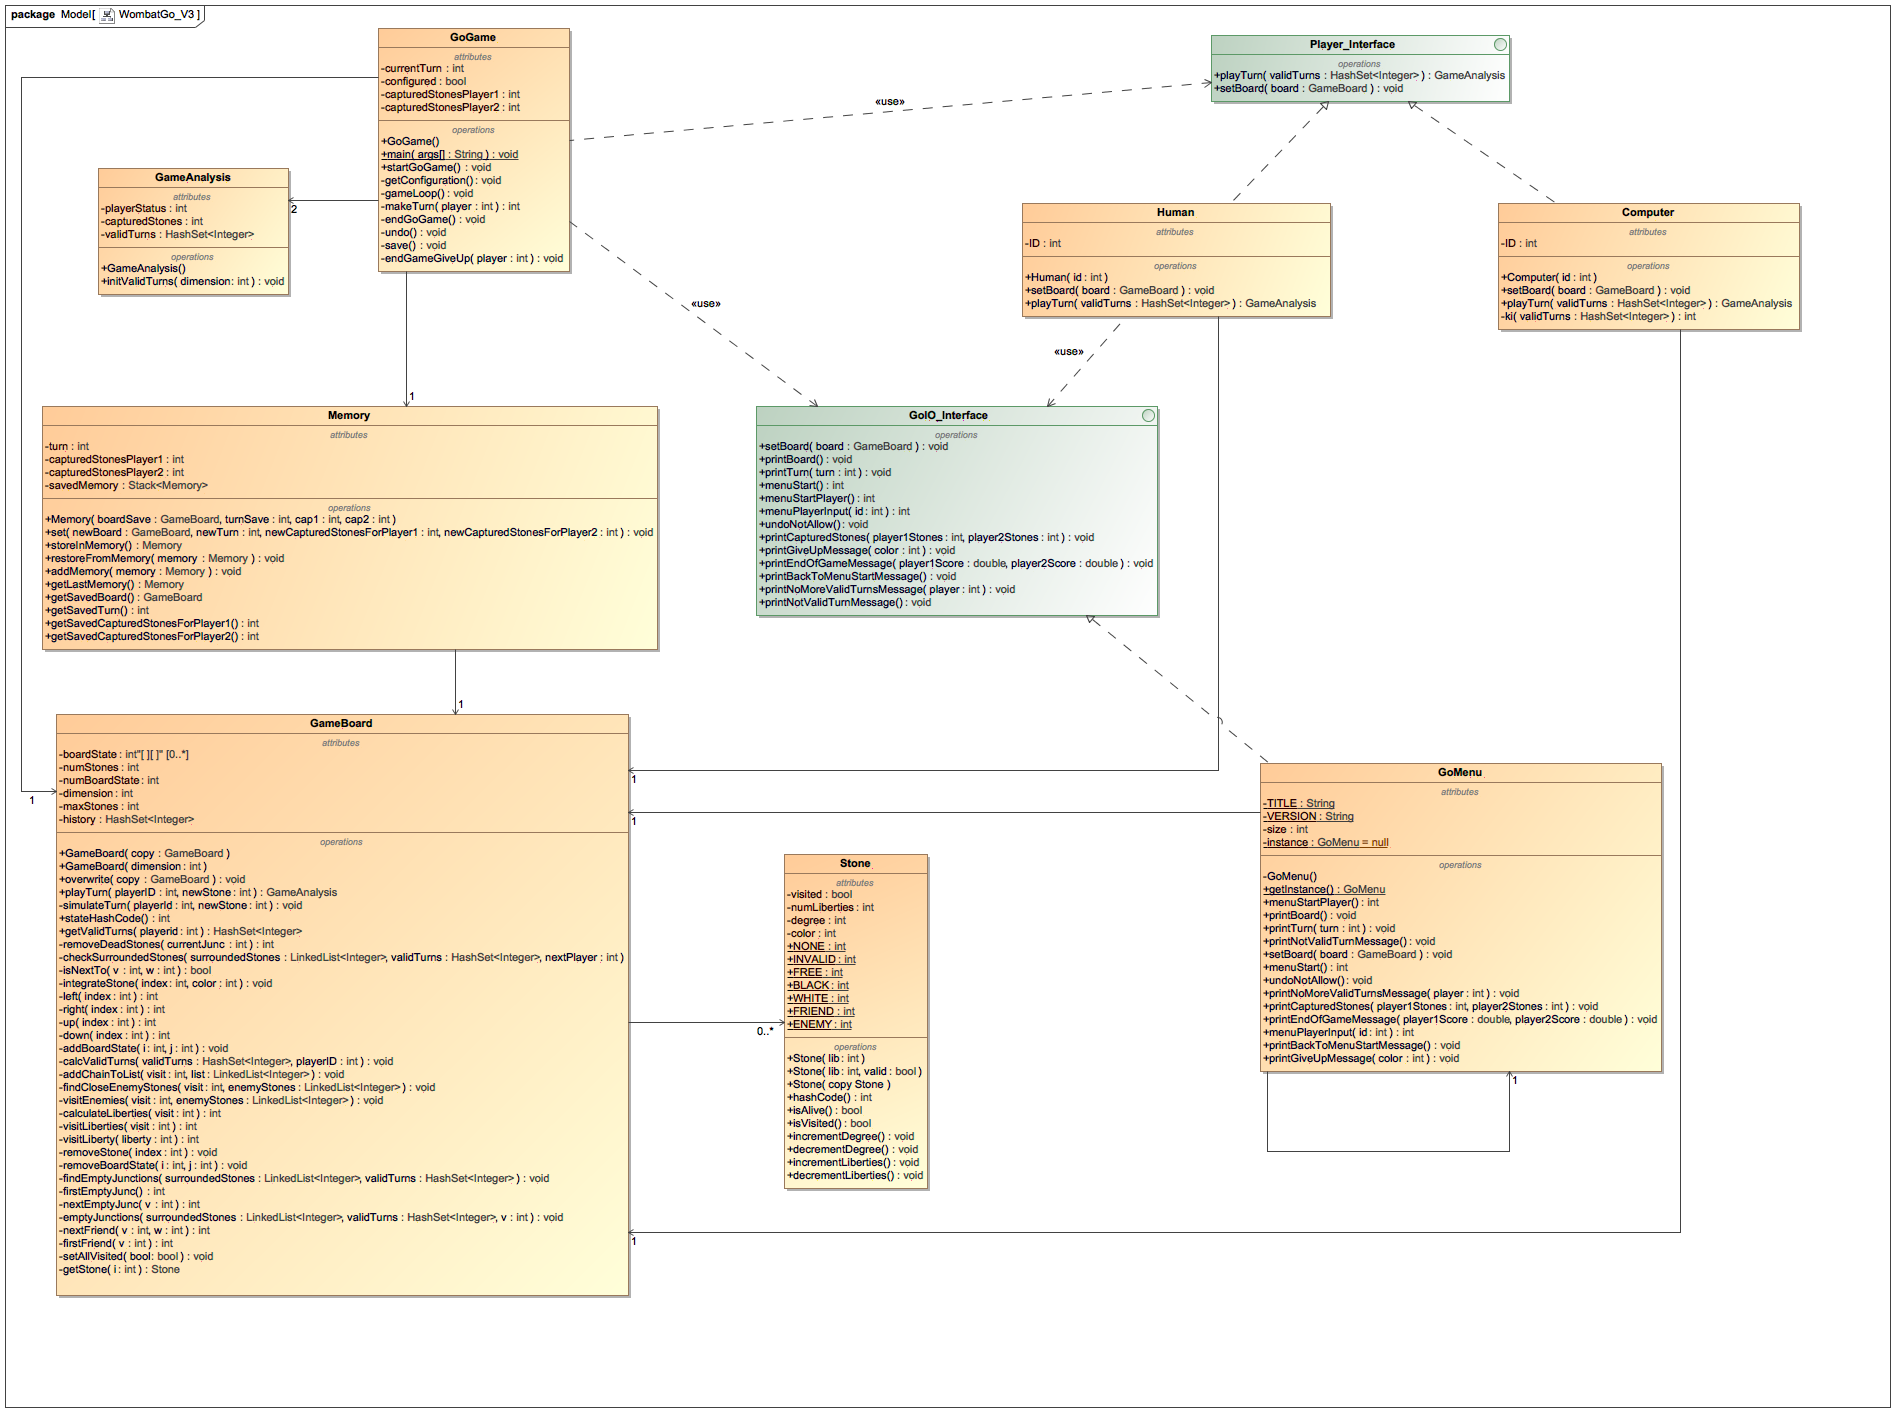 package Model[ WombatGo_V3 ]
GoGame
attributes
-currentTurn : int
-configured : bool
-capturedStonesPlayer1 : int
-capturedStonesPlayer2 : int
operations
+GoGame()
+main( args[] : String ) : void
+startGoGame() : void
-getConfiguration() : void
-gameLoop() : void
-makeTurn( player : int ) : int
-endGoGame() : void
-undo() : void
-save() : void
-endGameGiveUp( player : int ) : void
Player_Interface
operations
+playTurn( validTurns : HashSet<Integer> ) : GameAnalysis
+setBoard( board : GameBoard ) : void
«use»
GameAnalysis
attributes
-playerStatus : int
-capturedStones : int
-validTurns : HashSet<Integer>
operations
+GameAnalysis()
+initValidTurns( dimension: int ) : void
2
Human
attributes
-ID : int
operations
+Human( id : int )
+setBoard( board : GameBoard ) : void
+playTurn( validTurns : HashSet<Integer> ) : GameAnalysis
Computer
attributes
-ID : int
operations
+Computer( id : int )
+setBoard( board : GameBoard ) : void
+playTurn( validTurns : HashSet<Integer> ) : GameAnalysis
-ki( validTurns : HashSet<Integer> ) : int
«use»
«use»
1
Memory
attributes
-turn : int
-capturedStonesPlayer1 : int
-capturedStonesPlayer2 : int
-savedMemory : Stack<Memory>
operations
+Memory( boardSave : GameBoard, turnSave : int, cap1 : int, cap2 : int )
+set( newBoard : GameBoard, newTurn : int, newCapturedStonesForPlayer1 : int, newCapturedStonesForPlayer2 : int ) : void
+storeInMemory() : Memory
+restoreFromMemory( memory : Memory ) : void
+addMemory( memory : Memory ) : void
+getLastMemory() : Memory
+getSavedBoard() : GameBoard
+getSavedTurn() : int
+getSavedCapturedStonesForPlayer1() : int
+getSavedCapturedStonesForPlayer2() : int
GoIO_Interface
operations
+setBoard( board : GameBoard ) : void
+printBoard() : void
+printTurn( turn : int ) : void
+menuStart() : int
+menuStartPlayer() : int
+menuPlayerInput( id : int ) : int
+undoNotAllow() : void
+printCapturedStones( player1Stones : int, player2Stones : int ) : void
+printGiveUpMessage( color : int ) : void
+printEndOfGameMessage( player1Score : double, player2Score : double ) : void
+printBackToMenuStartMessage() : void
+printNoMoreValidTurnsMessage( player : int ) : void
+printNotValidTurnMessage() : void
1
GameBoard
attributes
-boardState : int"[ ][ ]" [0..*]
-numStones : int
-numBoardState : int
-dimension : int
-maxStones : int
-history : HashSet<Integer>
operations
+GameBoard( copy : GameBoard )
+GameBoard( dimension : int )
+overwrite( copy : GameBoard ) : void
+playTurn( playerID : int, newStone : int ) : GameAnalysis
-simulateTurn( playerId : int, newStone : int ) : void
+stateHashCode() : int
+getValidTurns( playerid : int ) : HashSet<Integer>
-removeDeadStones( currentJunc : int ) : int
-checkSurroundedStones( surroundedStones : LinkedList<Integer>, validTurns : HashSet<Integer>, nextPlayer : int )
-isNextTo( v : int, w : int ) : bool
-integrateStone( index : int, color : int ) : void
-left( index : int ) : int
-right( index : int ) : int
-up( index : int ) : int
-down( index : int ) : int
-addBoardState( i : int, j : int ) : void
-calcValidTurns( validTurns : HashSet<Integer>, playerID : int ) : void
-addChainToList( visit : int, list : LinkedList<Integer> ) : void
-findCloseEnemyStones( visit : int, enemyStones : LinkedList<Integer> ) : void
-visitEnemies( visit : int, enemyStones : LinkedList<Integer> ) : void
-calculateLiberties( visit : int ) : int
-visitLiberties( visit : int ) : int
-visitLiberty( liberty : int ) : int
-removeStone( index : int ) : void
-removeBoardState( i : int, j : int ) : void
-findEmptyJunctions( surroundedStones : LinkedList<Integer>, validTurns : HashSet<Integer> ) : void
-firstEmptyJunc() : int
-nextEmptyJunc( v : int ) : int
-emptyJunctions( surroundedStones : LinkedList<Integer>, validTurns : HashSet<Integer>, v : int ) : void
-nextFriend( v : int, w : int ) : int
-firstFriend( v : int ) : int
-setAllVisited( bool: bool ) : void
-getStone( i : int ) : Stone
1
1
1
1
0..*
Stone
attributes
-visited : bool
-numLiberties : int
-degree : int
-color : int
+NONE : int
+INVALID : int
+FREE : int
+BLACK : int
+WHITE : int
+FRIEND : int
+ENEMY : int
operations
+Stone( lib : int )
+Stone( lib : int, valid : bool )
+Stone( copy Stone )
+hashCode() : int
+isAlive() : bool
+isVisited() : bool
+incrementDegree() : void
+decrementDegree() : void
+incrementLiberties() : void
+decrementLiberties() : void
GoMenu
attributes
-TITLE : String
-VERSION : String
-size : int
-instance : GoMenu = null
operations
-GoMenu()
+getInstance() : GoMenu
+menuStartPlayer() : int
+printBoard() : void
+printTurn( turn : int ) : void
+printNotValidTurnMessage() : void
+setBoard( board : GameBoard ) : void
+menuStart() : int
+undoNotAllow() : void
+printNoMoreValidTurnsMessage( player : int ) : void
+printCapturedStones( player1Stones : int, player2Stones : int ) : void
+printEndOfGameMessage( player1Score : double, player2Score : double ) : void
+menuPlayerInput( id : int ) : int
+printBackToMenuStartMessage() : void
+printGiveUpMessage( color : int ) : void
1